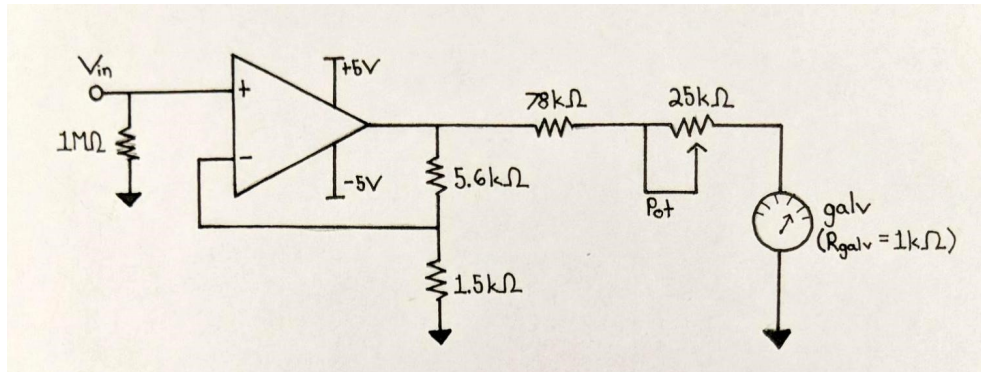 Vin
+5V
+
1MΩ
-
-5V
5.6kΩ
1.5kΩ
78kΩ
25kΩ
Pot
galv
(Rgalv = 1kΩ)